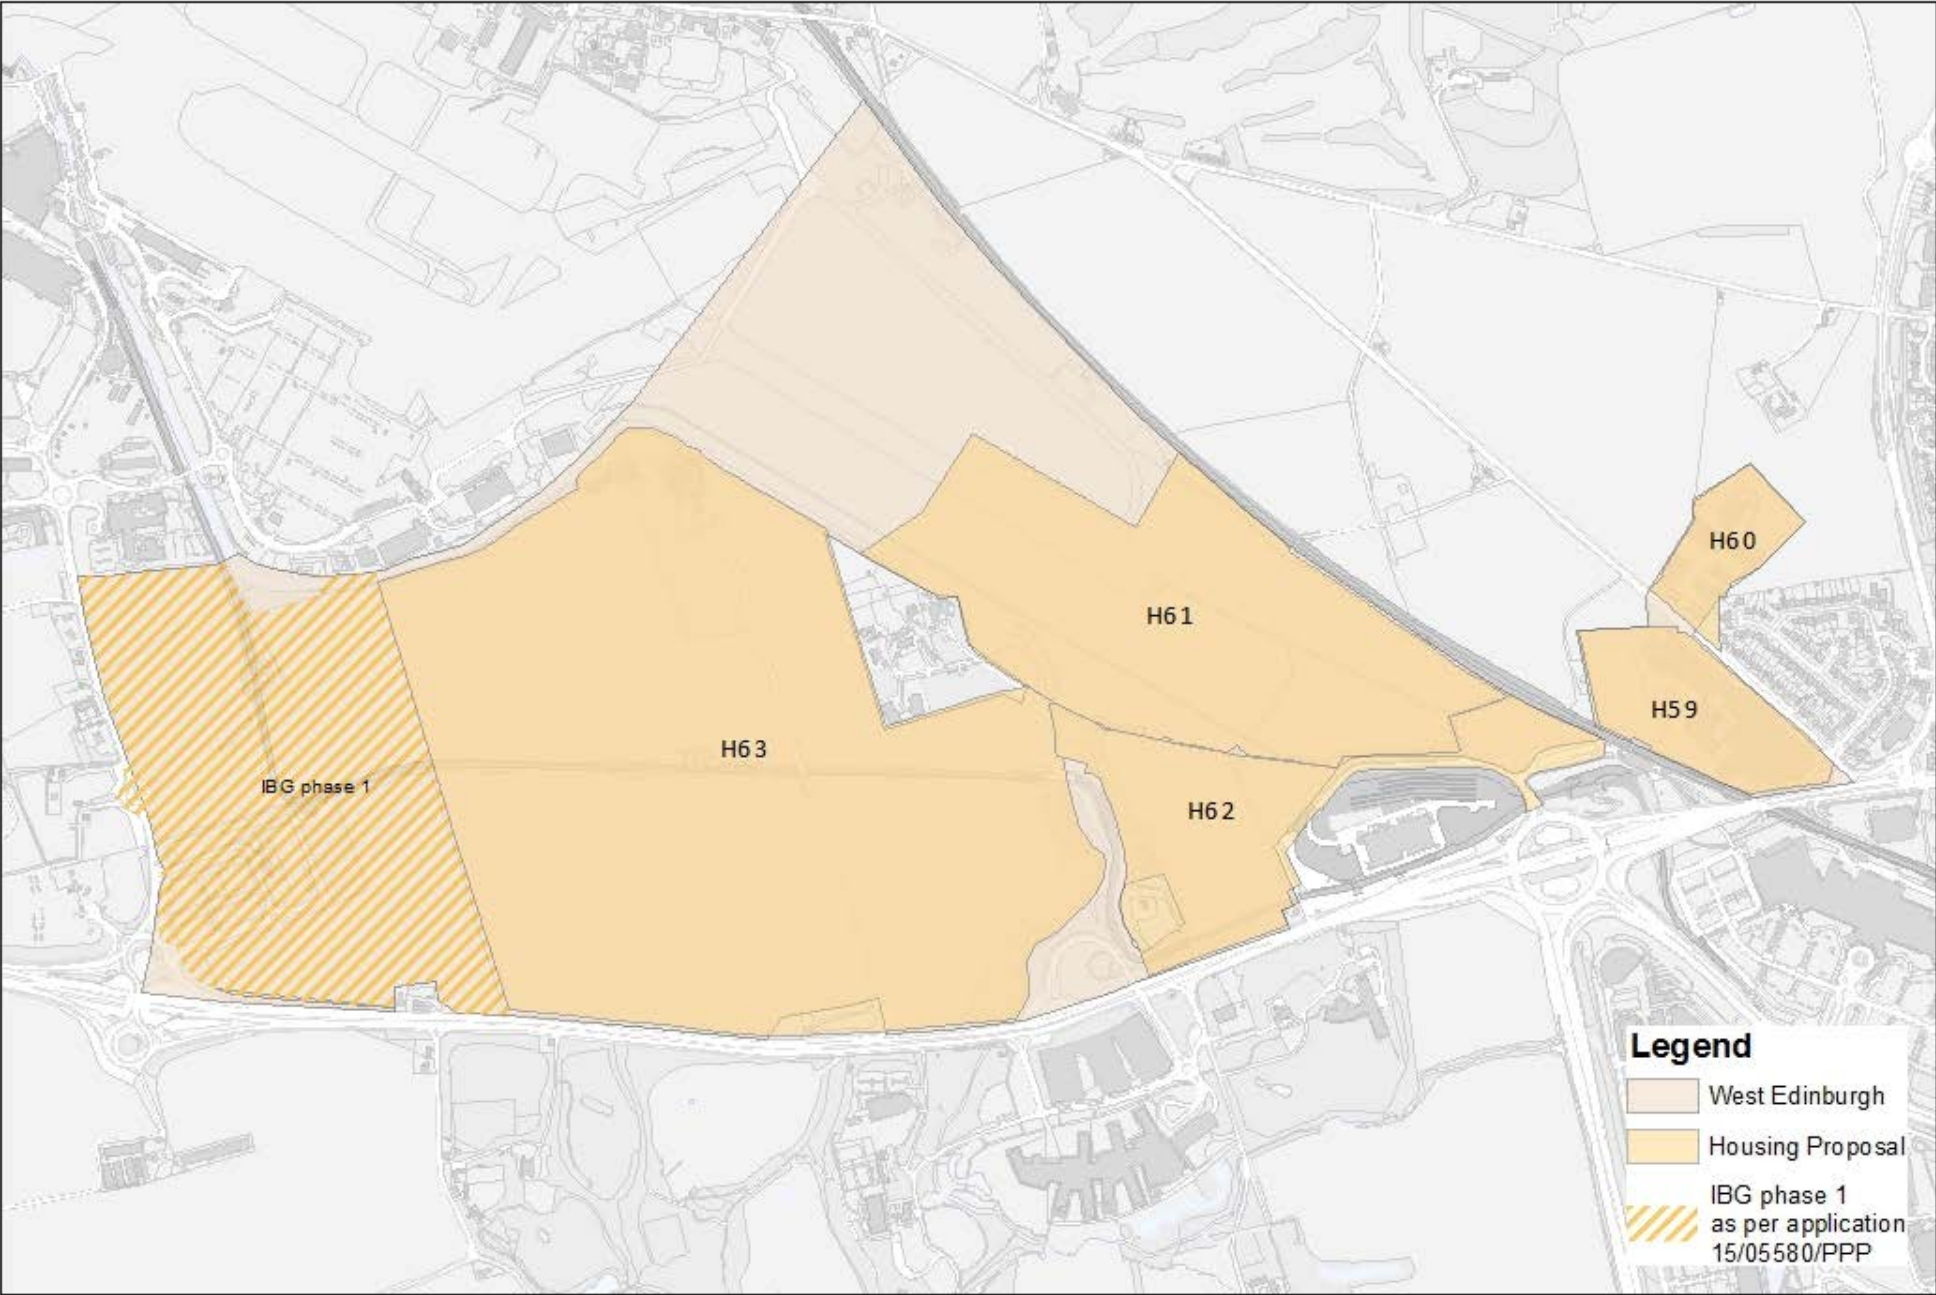 H60
H61
H59
H63
IBG phase 1
H62
Legend
West Edinburgh
Housing Proposal
IBG phase 1
as per application
15/05580/PPP